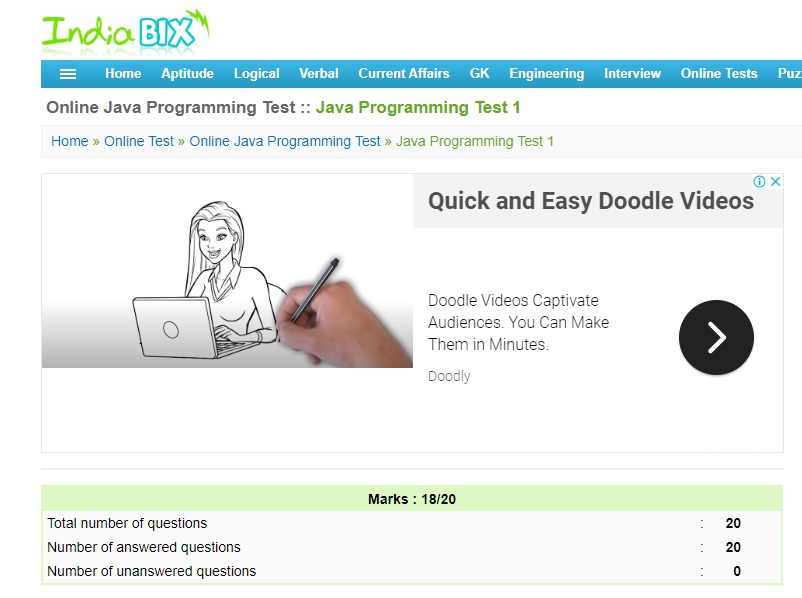 India BIX
Home Aptitude Logical Verbal Current Affairs GK Engineering Interview Online Tests Puz
Online Java Programming Test :: Java Programming Test 1
Home » Online Test » Online Java Programming Test » Java Programming Test 1
Quick and Easy Doodle Videos
Doodle Videos Captivate
Audiences. You Can Make
Them in Minutes.
Doodly
Marks : 18/20
Total number of questions : 20
Number of answered questions : 20
Number of unanswered questions : 0